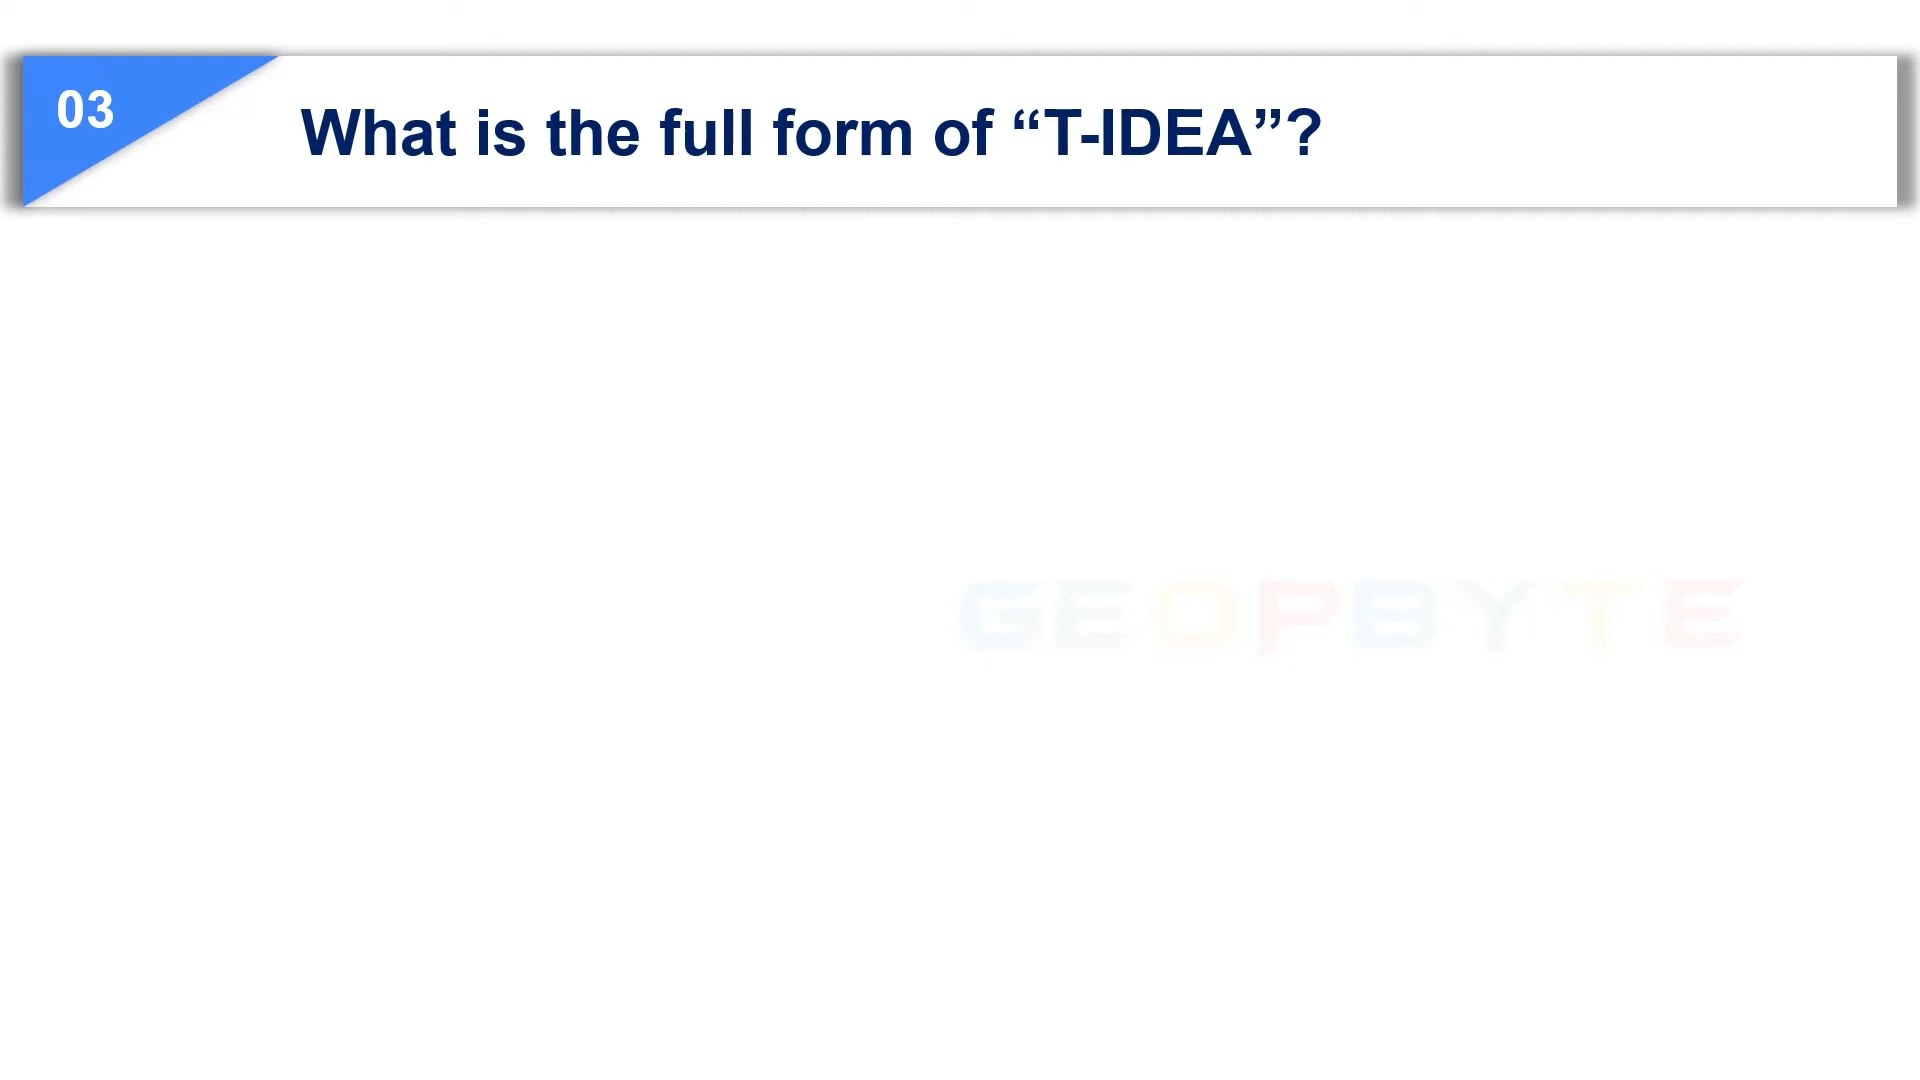 03
What is the full form of “T-IDEA”?
GEOPBYTE